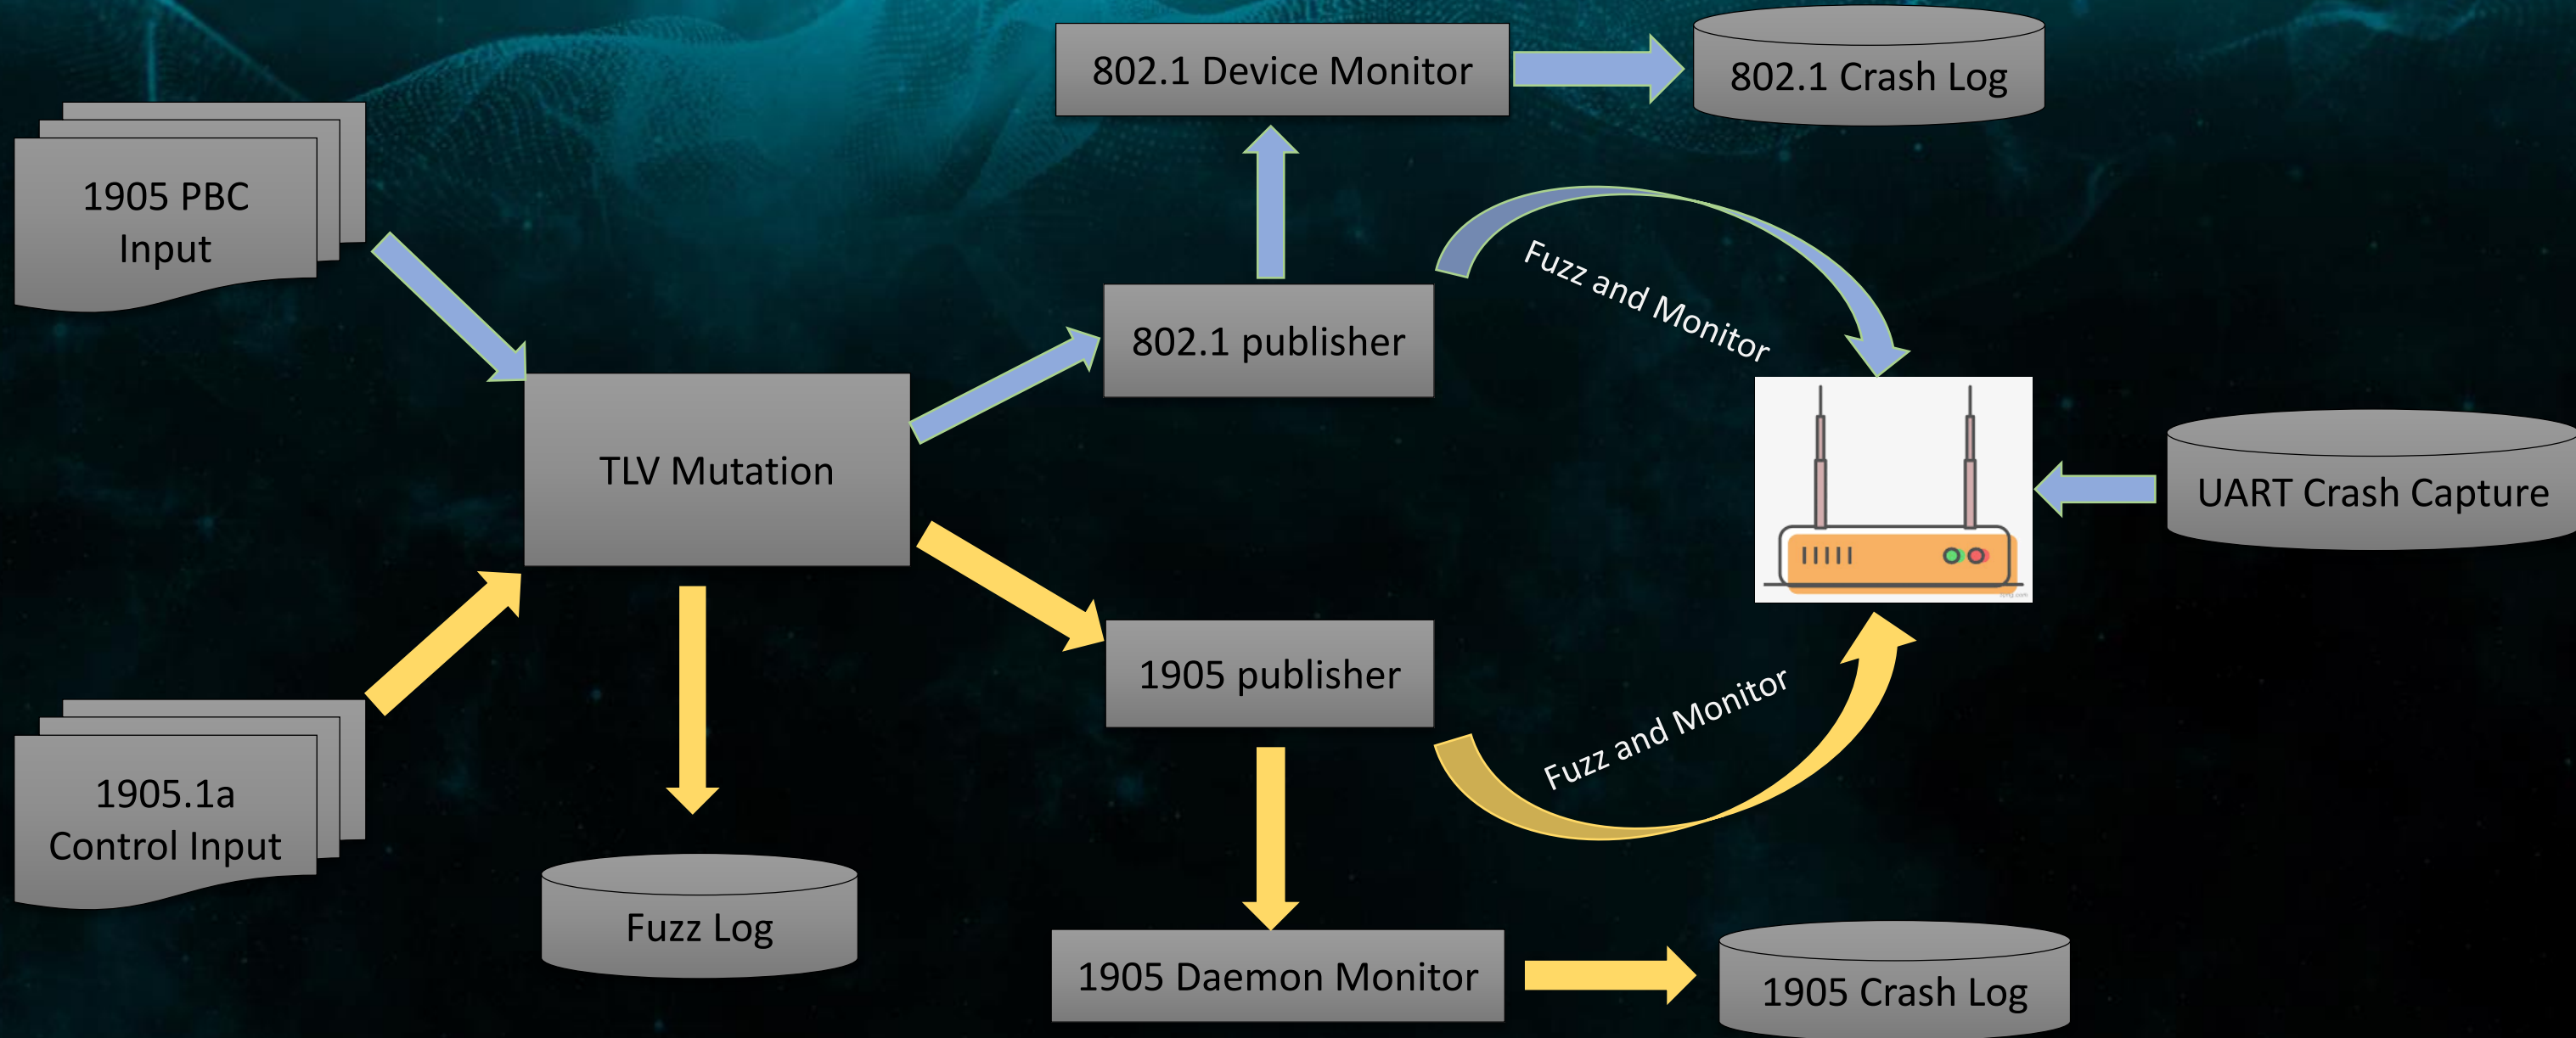 802.1 Device Monitor
802.1 Crash Log
1905 PBC
Input
Fuzz and Monitor
802.1 publisher
TLV Mutation
UART Crash Capture
1905 publisher
Fuzz and Monitor
1905.1a
Control Input
Fuzz Log
1905 Daemon Monitor
1905 Crash Log